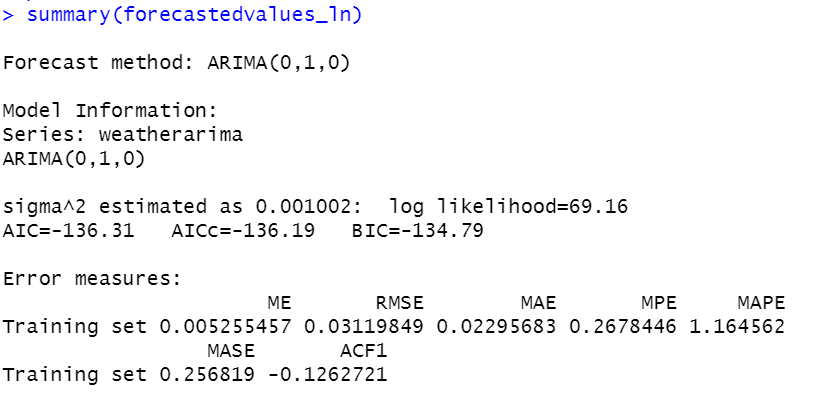 > summary(forecastedvalues_ln)
Forecast method: ARIMA(0,1,0)
Model Information:
Series: weatherarima
ARIMA(0,1,0)
sigma^2 estimated as 0.001002:  log likelihood=69.16
AIC=-136.31   AICc=-136.19   BIC=-134.79
Error measures:
ME       RMSE        MAE       MPE     MAPE
Training set 0.005255457 0.03119849 0.02295683 0.2678446 1.164562
MASE       ACF1
Training set 0.256819 -0.1262721